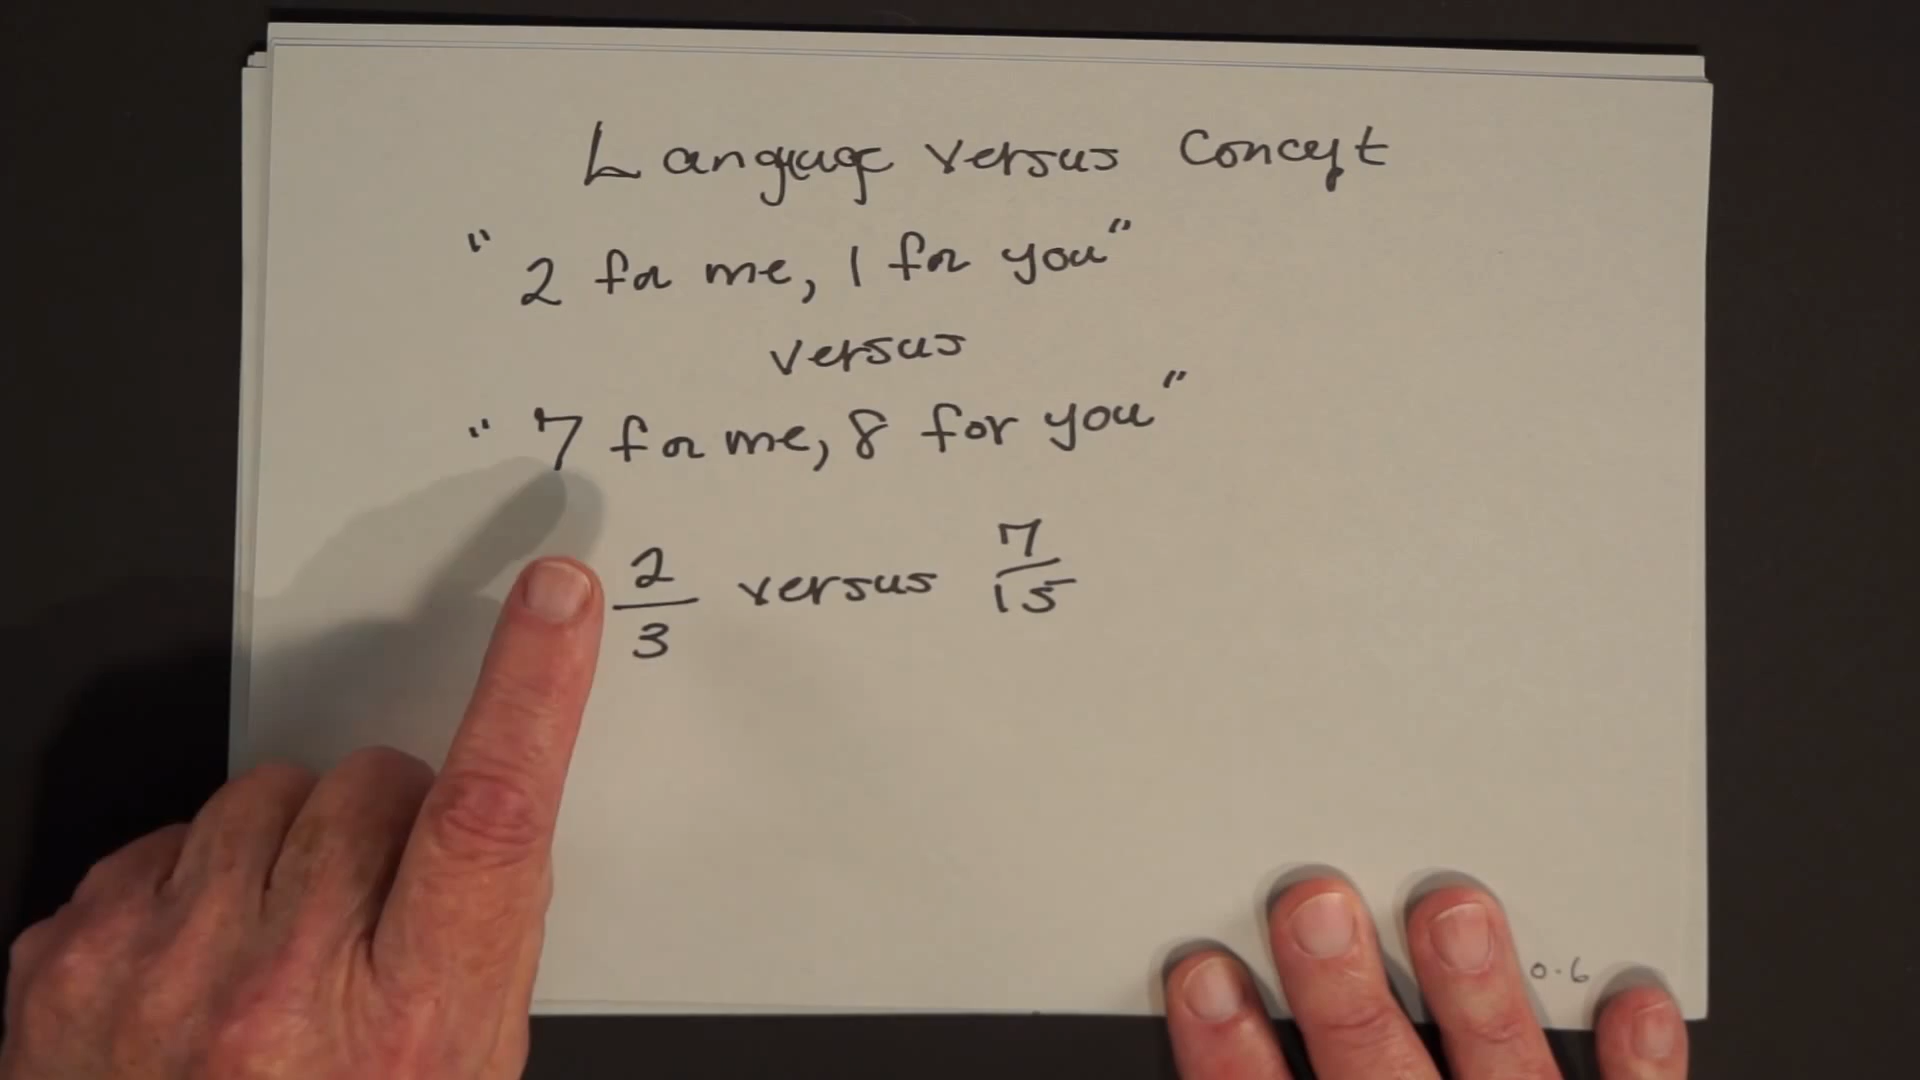 Language versus Concept
"2 for me, 1 for you"
versus
"7 for me, 8 for you"
2/3 versus 7/15
0.6